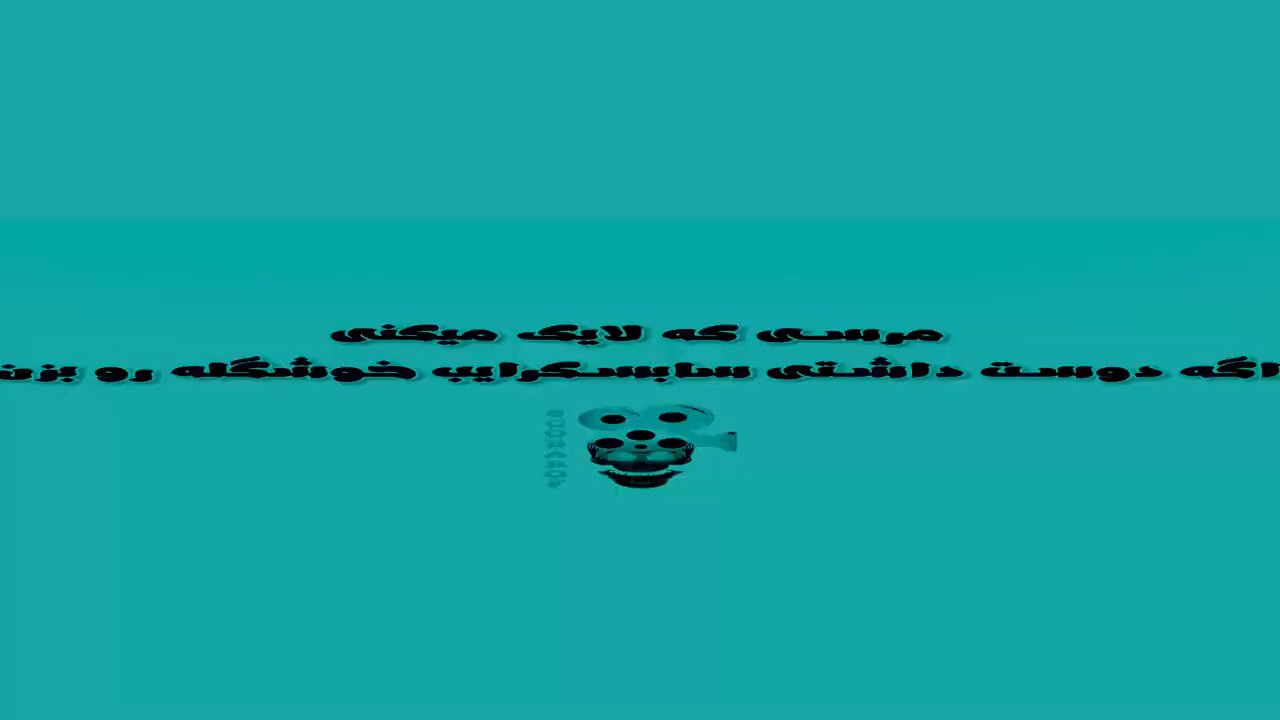 مرسی که لایک میکنی
اگه دوست داشتی سابسکرایب خوشگله رو بزن